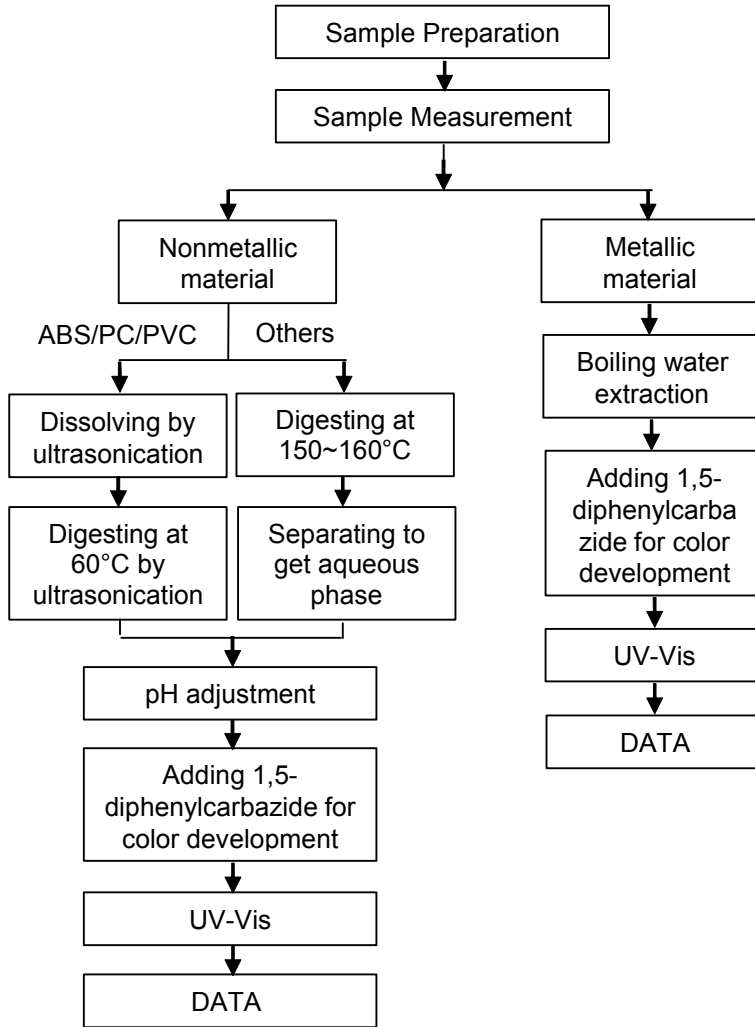 Sample Preparation
Sample Measurement
Nonmetallic
material
ABS/PC/PVC
Others
Dissolving by
ultrasonication
Digesting at
150~160°C
Digesting at
60°C by
ultrasonication
Separating to
get aqueous
phase
pH adjustment
Adding 1,5-
diphenylcarbazide for
color development
UV-Vis
DATA
Metallic
material
Boiling water
extraction
Adding 1,5-
diphenylcarba
zide for color
development
UV-Vis
DATA